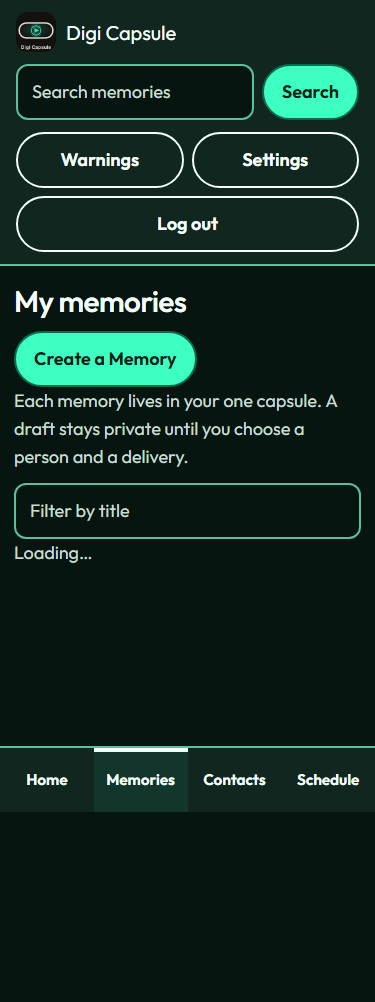 Digi Capsule
Digi Capsule
Search memories
Search
Warnings
Settings
Log out
My memories
Create a Memory
Each memory lives in your one capsule. A
draft stays private until you choose a
person and a delivery.
Filter by title
Loading...
Home
Memories
Contacts
Schedule